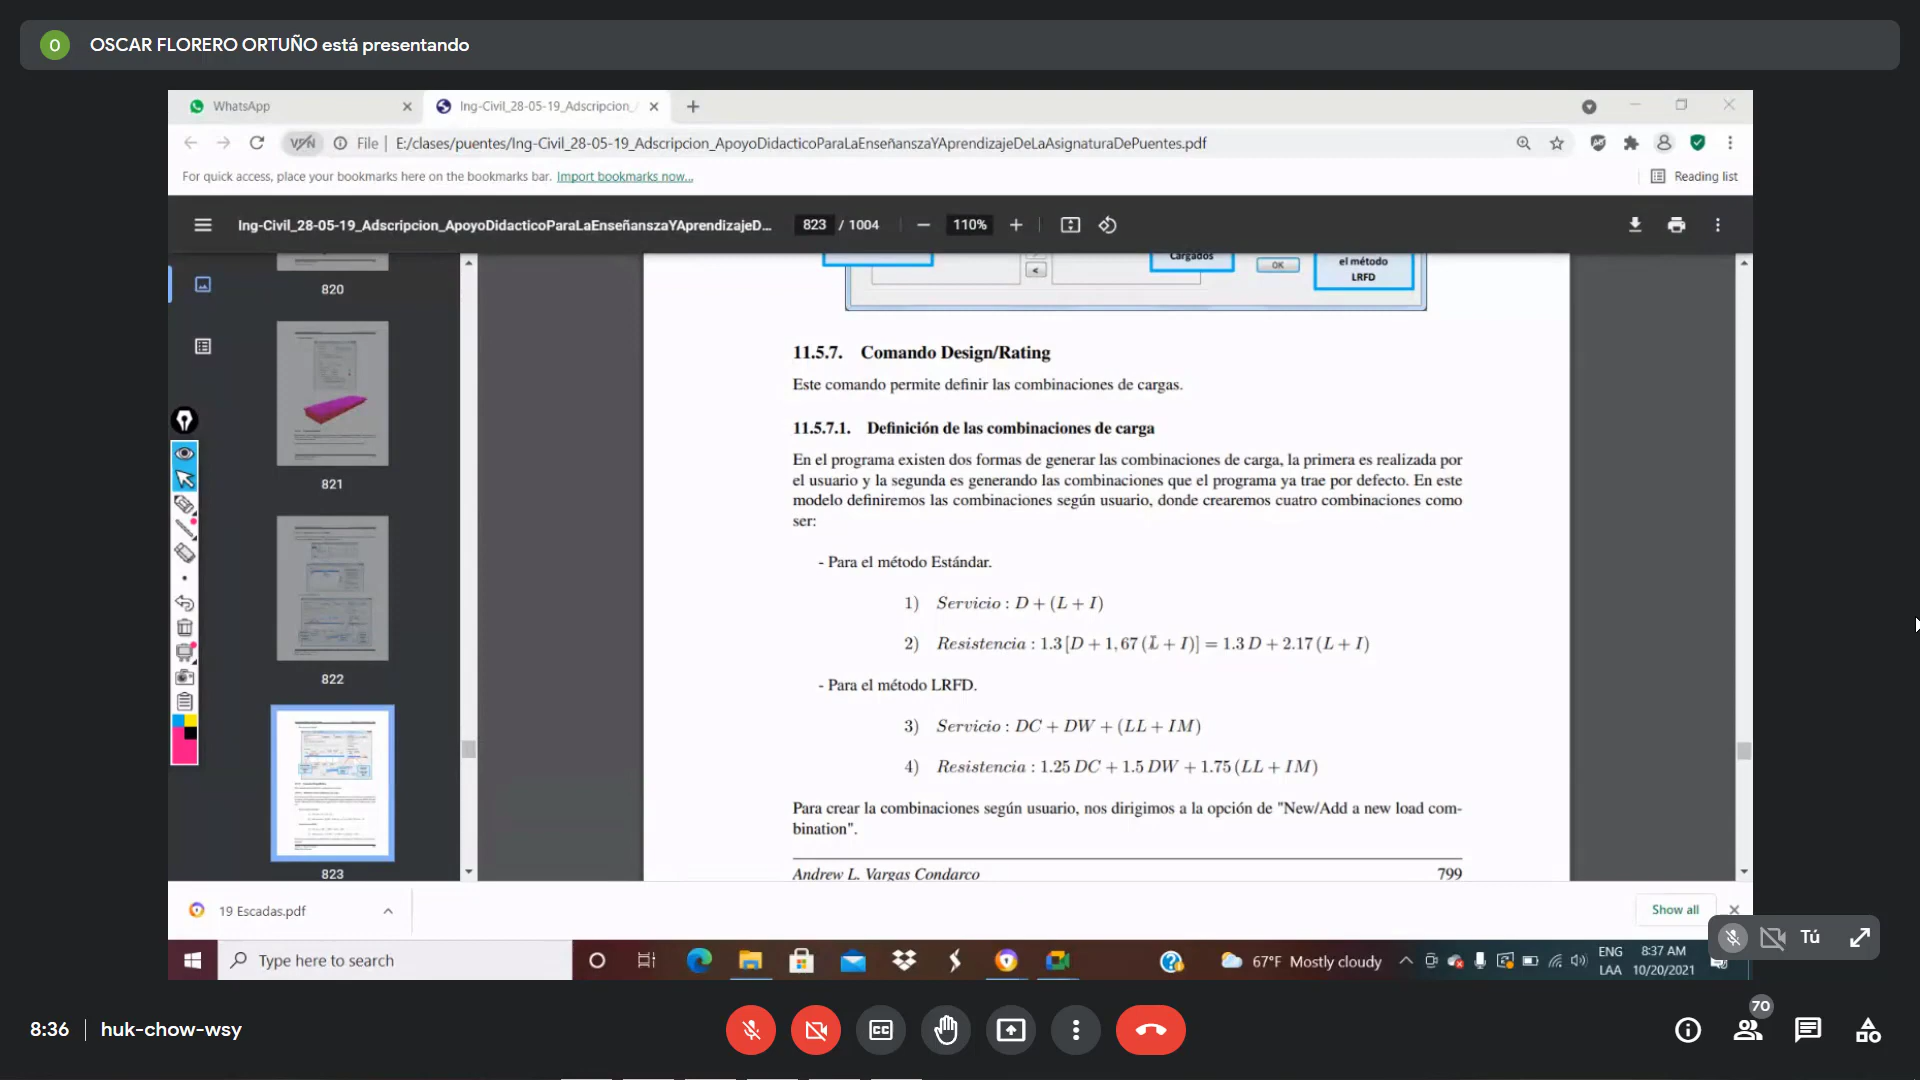 O OSCAR FLORERO ORTUÑO está presentando
WhatsApp
Ing-Civil_28-05-19_Adscripcion_A
VPN File E:/clases/puentes/Ing-Civil_28-05-19_Adscripcion_ApoyoDidacticoParaLaEnseñanszaYAprendizajeDeLaAsignaturaDePuentes.pdf
For quick access, place your bookmarks here on the bookmarks bar. Import bookmarks now... Reading list
Ing-Civil_28-05-19_Adscripcion_ApoyoDidacticoParaLaEnseñanszaYAprendizajeD... 823 / 1004 110%
820
821
822
823
Cargados
OK
<
el método
LRFD
11.5.7. Comando Design/Rating
Este comando permite definir las combinaciones de cargas.
11.5.7.1. Definición de las combinaciones de carga
En el programa existen dos formas de generar las combinaciones de carga, la primera es realizada por
el usuario y la segunda es generando las combinaciones que el programa ya trae por defecto. En este
modelo definiremos las combinaciones según usuario, donde crearemos cuatro combinaciones como
ser:
- Para el método Estándar.
1) Servicio : D + (L + I)
2) Resistencia : 1.3 [D + 1,67 (L + I)] = 1.3 D + 2.17 (L + I)
- Para el método LRFD.
3) Servicio : DC + DW + (LL + IM)
4) Resistencia : 1.25 DC + 1.5 DW + 1.75 (LL + IM)
Para crear la combinaciones según usuario, nos dirigimos a la opción de "New/Add a new load com-
bination".
Andrew L. Vargas Condarco 799
19 Escadas.pdf
Show all
Tú
Type here to search
67°F Mostly cloudy
ENG
LAA
8:37 AM
10/20/2021
8:36 | huk-chow-wsy
CC
70